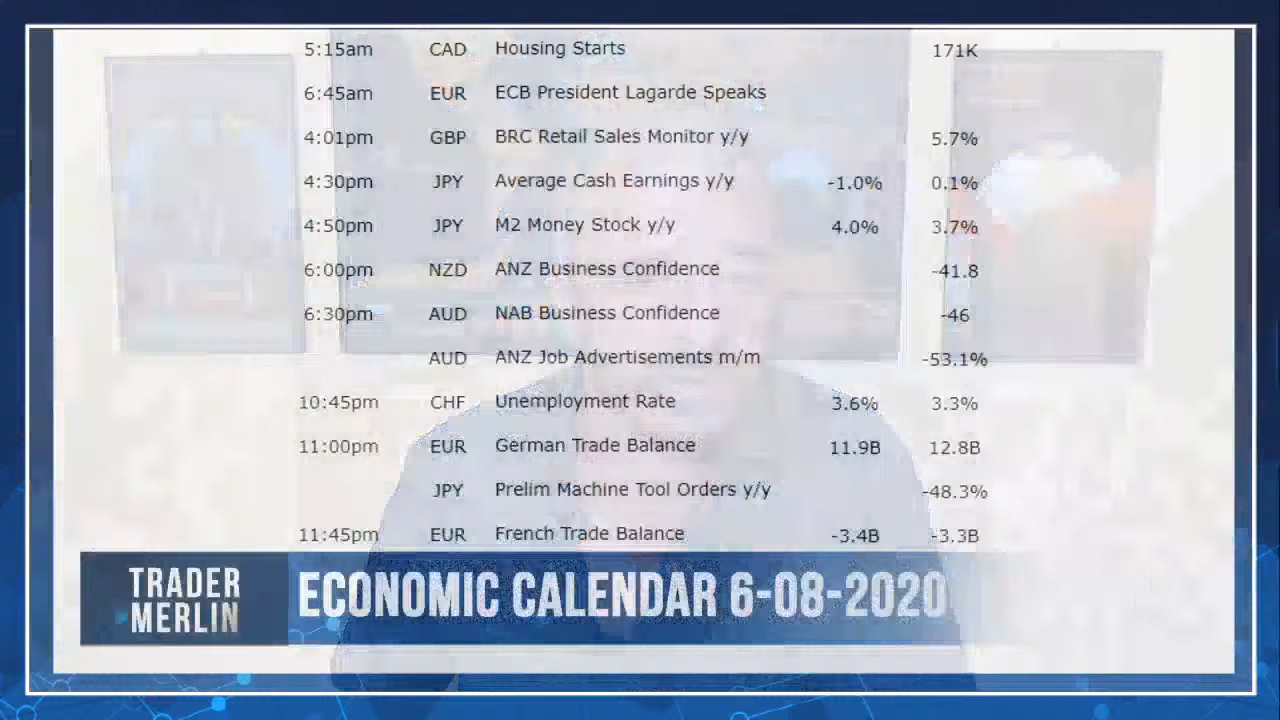 5:15am CAD Housing Starts 171K
6:45am EUR ECB President Lagarde Speaks
4:01pm GBP BRC Retail Sales Monitor y/y 5.7%
4:30pm JPY Average Cash Earnings y/y -1.0% 0.1%
4:50pm JPY M2 Money Stock y/y 4.0% 3.7%
6:00pm NZD ANZ Business Confidence -41.8
6:30pm AUD NAB Business Confidence -46
AUD ANZ Job Advertisements m/m -53.1%
10:45pm CHF Unemployment Rate 3.6% 3.3%
11:00pm EUR German Trade Balance 11.9B 12.8B
JPY Prelim Machine Tool Orders y/y -48.3%
11:45pm EUR French Trade Balance -3.4B -3.3B
TRADER
MERLIN
ECONOMIC CALENDAR 6-08-2020